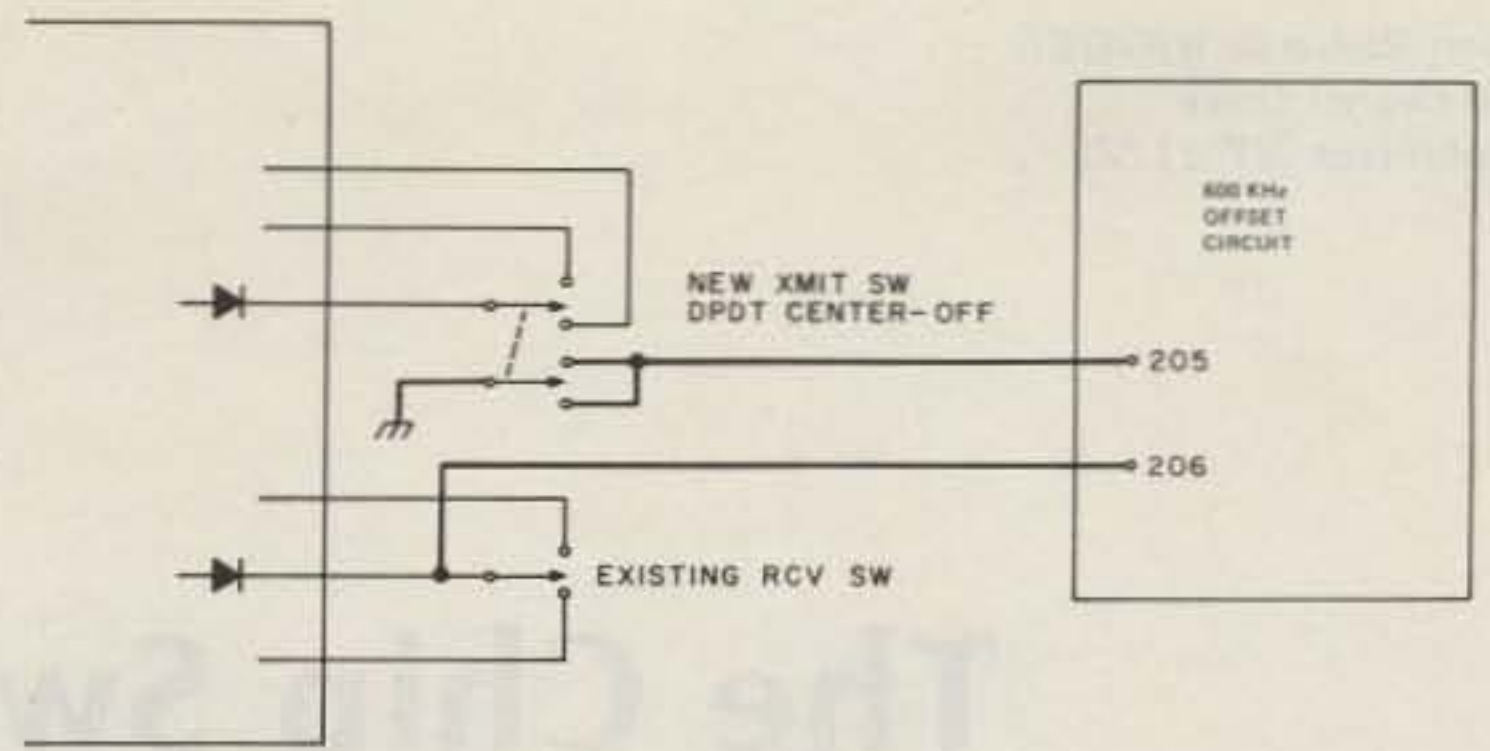 600 KHz
OFFSET
CIRCUIT
NEW XMIT SW
DPDT CENTER-OFF
205
206
EXISTING RCV SW